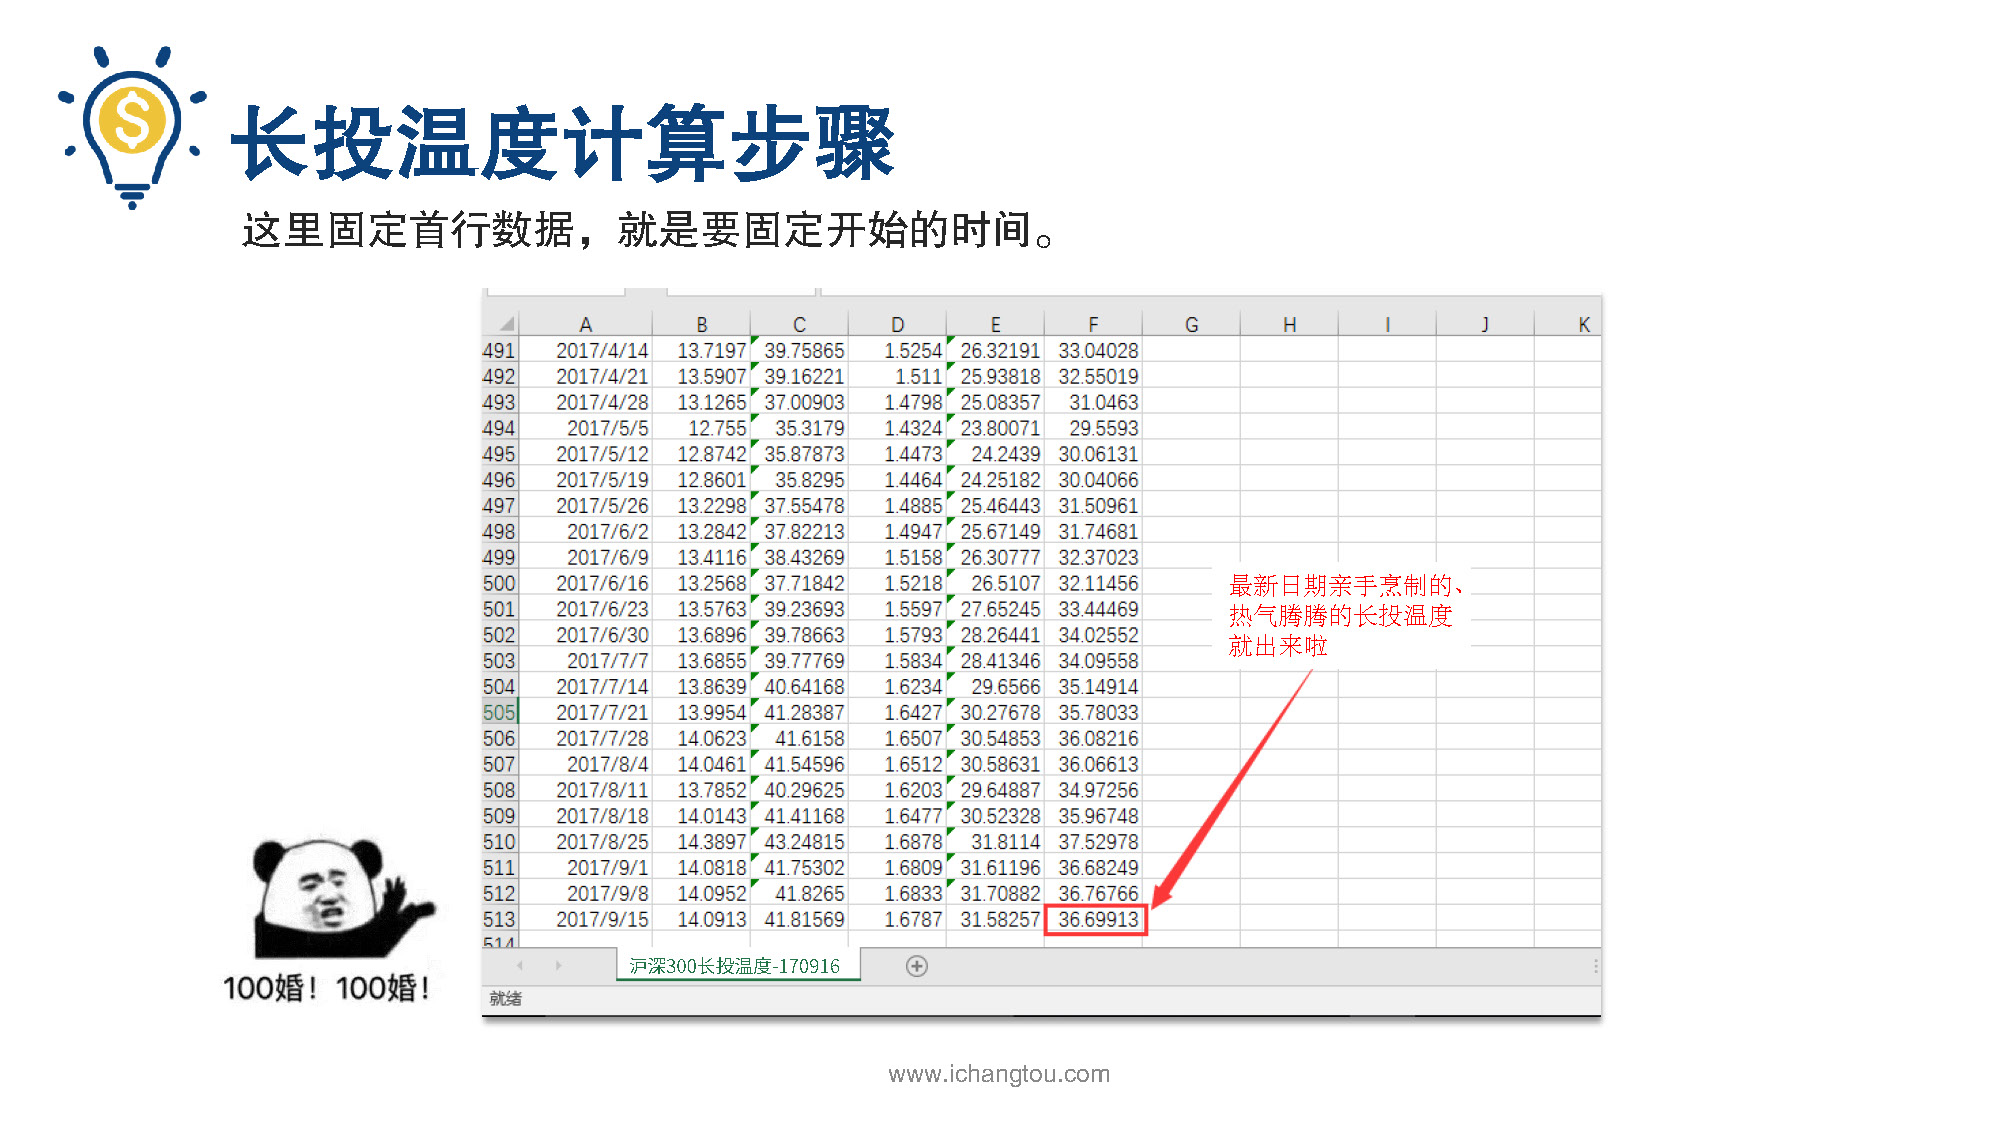 长投温度计算步骤
这里固定首行数据，就是要固定开始的时间。
A B C D E F G H I J K
491 2017/4/14 13.7197 39.75865 1.5254 26.32191 33.04028
492 2017/4/21 13.5907 39.16221 1.511 25.93818 32.55019
493 2017/4/28 13.1265 37.00903 1.4798 25.08357 31.0463
494 2017/5/5 12.755 35.3179 1.4324 23.80071 29.5593
495 2017/5/12 12.8742 35.87873 1.4473 24.2439 30.06131
496 2017/5/19 12.8601 35.8295 1.4464 24.25182 30.04066
497 2017/5/26 13.2298 37.55478 1.4885 25.46443 31.50961
498 2017/6/2 13.2842 37.82213 1.4947 25.67149 31.74681
499 2017/6/9 13.4116 38.43269 1.5158 26.30777 32.37023
500 2017/6/16 13.2568 37.71842 1.5218 26.5107 32.11456
501 2017/6/23 13.5763 39.23693 1.5597 27.65245 33.44469
502 2017/6/30 13.6896 39.78663 1.5793 28.26441 34.02552
503 2017/7/7 13.6855 39.77769 1.5834 28.41346 34.09558
504 2017/7/14 13.8639 40.64168 1.6234 29.6566 35.14914
505 2017/7/21 13.9954 41.28387 1.6427 30.27678 35.78033
506 2017/7/28 14.0623 41.6158 1.6507 30.54853 36.08216
507 2017/8/4 14.0461 41.54596 1.6512 30.58631 36.06613
508 2017/8/11 13.7852 40.29625 1.6203 29.64887 34.97256
509 2017/8/18 14.0143 41.41168 1.6477 30.52328 35.96748
510 2017/8/25 14.3897 43.24815 1.6878 31.8114 37.52978
511 2017/9/1 14.0818 41.75302 1.6809 31.61196 36.68249
512 2017/9/8 14.0952 41.8265 1.6833 31.70882 36.76766
513 2017/9/15 14.0913 41.81569 1.6787 31.58257 36.69913
514
最新日期亲手烹制的、
热气腾腾的长投温度
就出来啦
沪深300长投温度-170916
就绪
100婚！100婚！
www.ichangtou.com